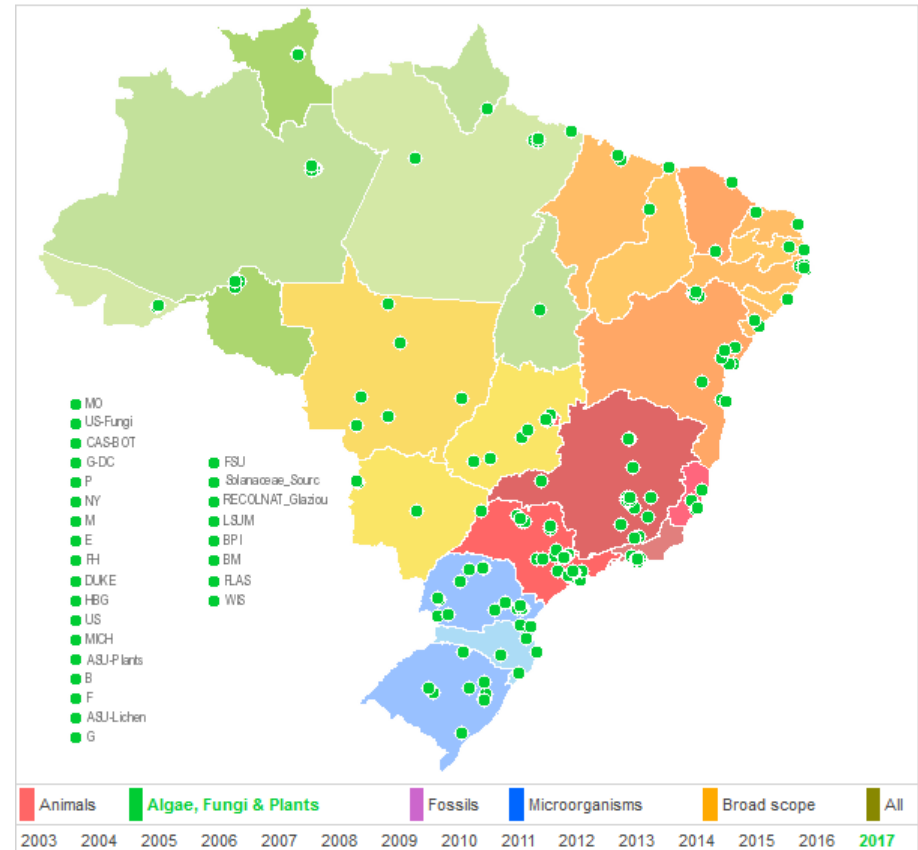 MO
US-Fungi
CAS-BOT
G-DC
P
NY
M
E
FH
DUKE
HBG
US
MICH
ASU-Plants
B
F
ASU-Lichen
G
FSU
Solanaceae_Sourc
RECOLNAT_Glaziou
LSUM
BPI
BM
FLAS
WIS
Animals Algae, Fungi & Plants Fossils Microorganisms Broad scope All
2003 2004 2005 2006 2007 2008 2009 2010 2011 2012 2013 2014 2015 2016 2017